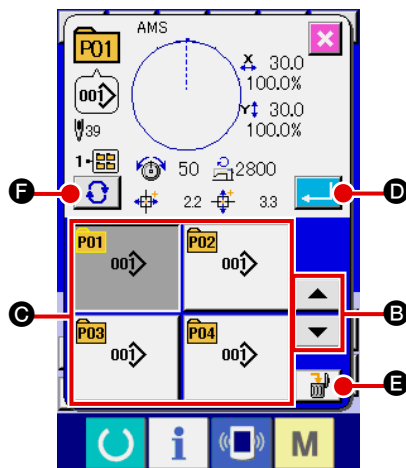 P01 AMS
X 30.0
100.0%
001 Y 30.0
100.0%
39
1-
50 2800
F D
2.2 3.3
P01 P02
001 001
B
C
P03 P04
001 001
E
i M